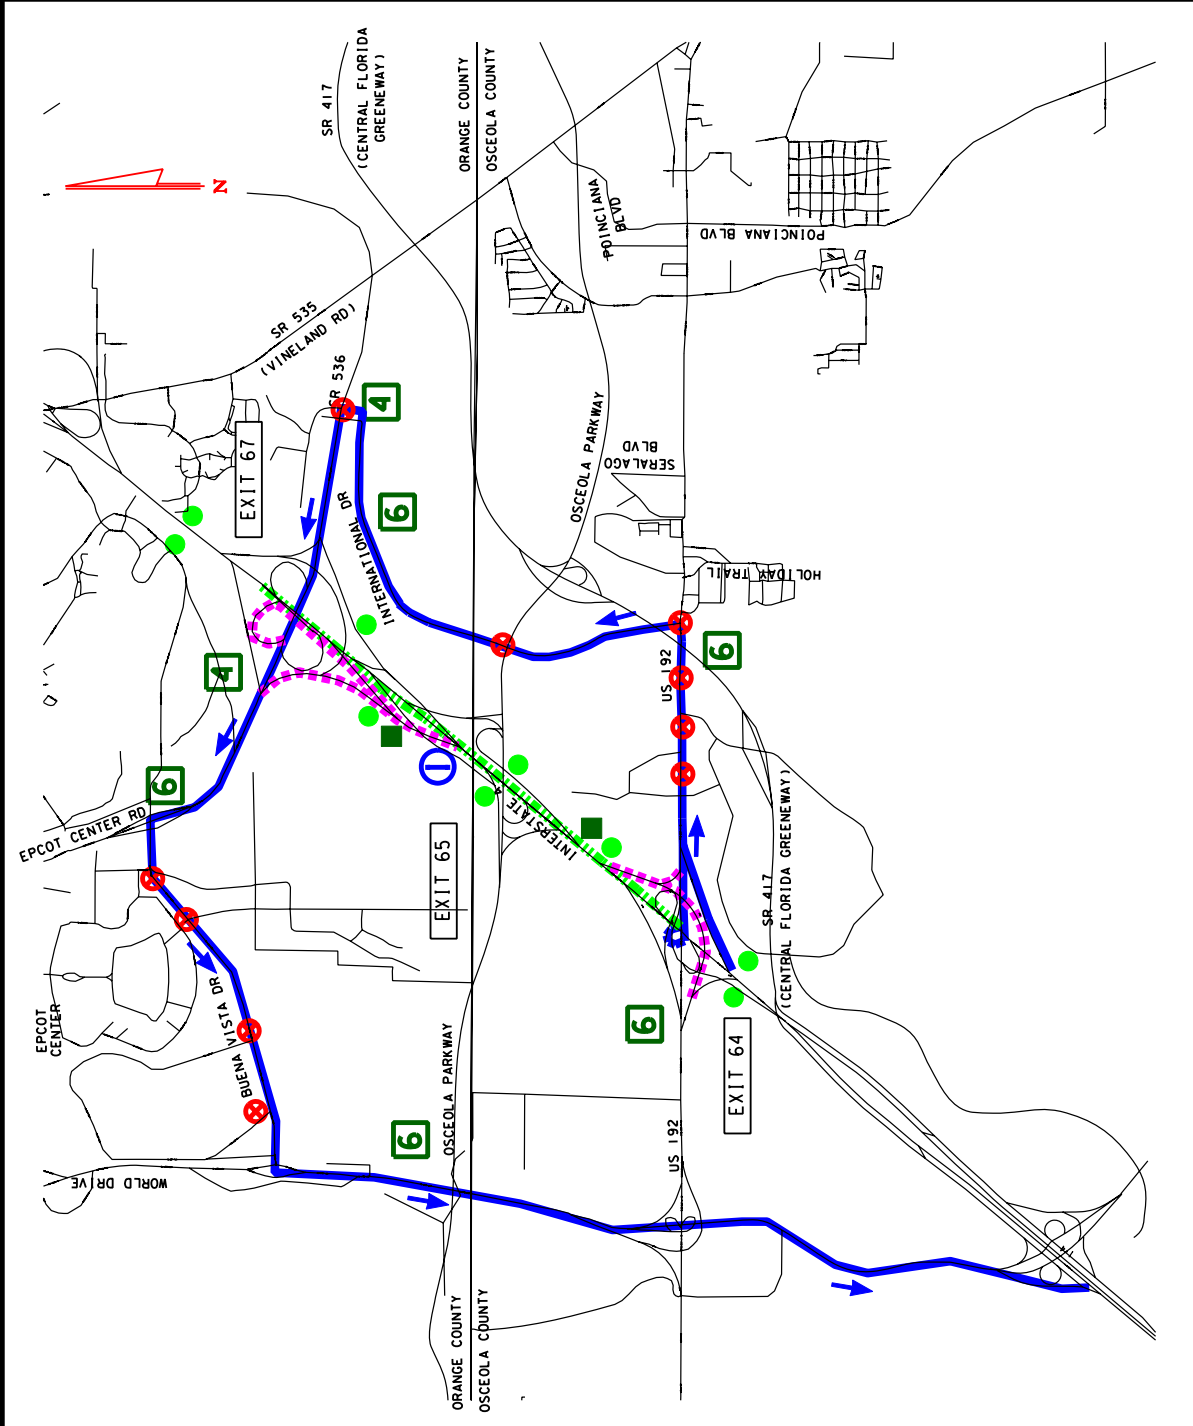 SR 417
(CENTRAL FLORIDA
GREENEWAY)
ORANGE COUNTY
OSCEOLA COUNTY
N
POINCIANA
BLVD
POINCIANA BLVD
SR 535
(VINELAND RD)
SR 536
4
EXIT 67
6
INTERNATIONAL DR
OSCEOLA PARKWAY
SERALAGO
BLVD
HOLIDAY TRAIL
4
6
US 192
6
EPCOT CENTER RD
INTERSTATE
4
EXIT 65
SR 417
(CENTRAL FLORIDA GREENEWAY)
EPCOT
CENTER
BUENA VISTA DR
6
EXIT 64
OSCEOLA PARKWAY
6
US 192
WORLD DRIVE
ORANGE COUNTY
OSCEOLA COUNTY